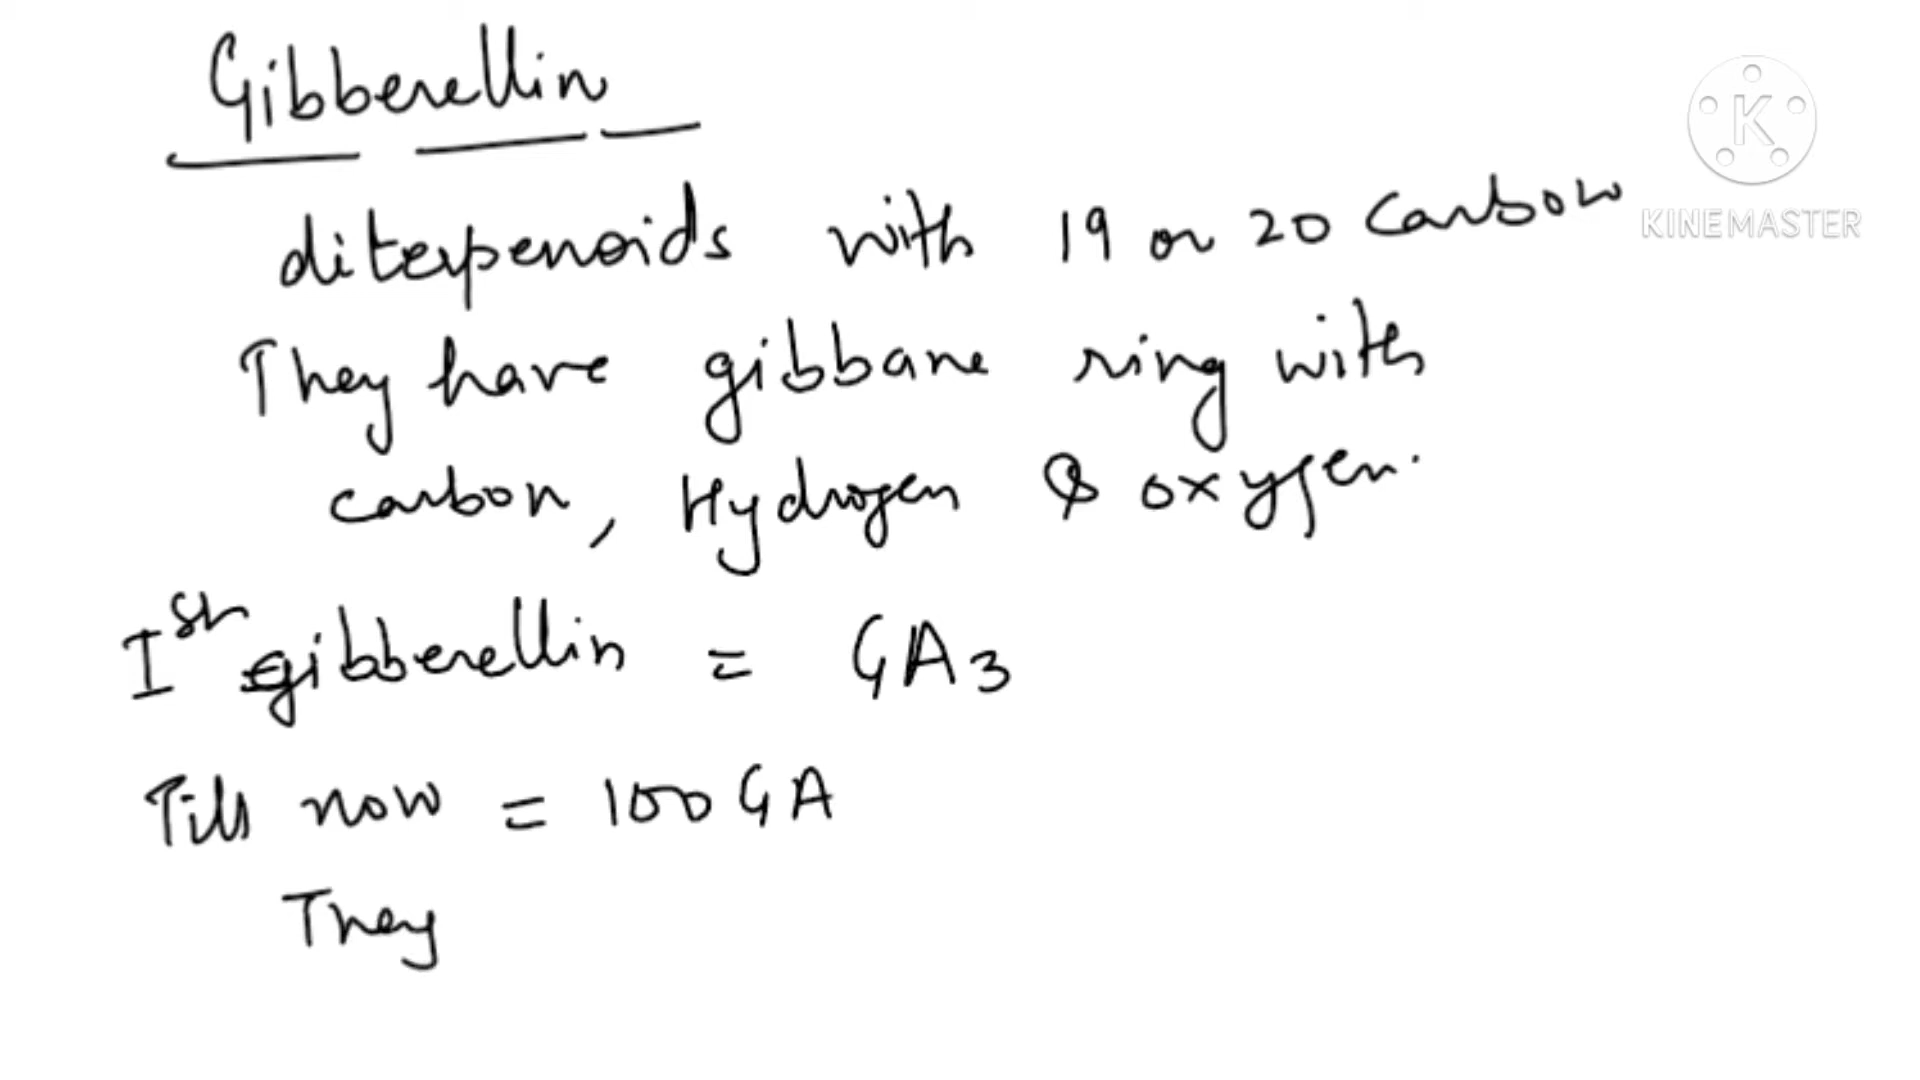 Gibberellin
diterpenoids with 19 or 20 Carbon
They have gibbane ring with
carbon, Hydrogen & oxygen.
Ist gibberellin = GA3
Till now = 100 GA
They
K
KINEMASTER